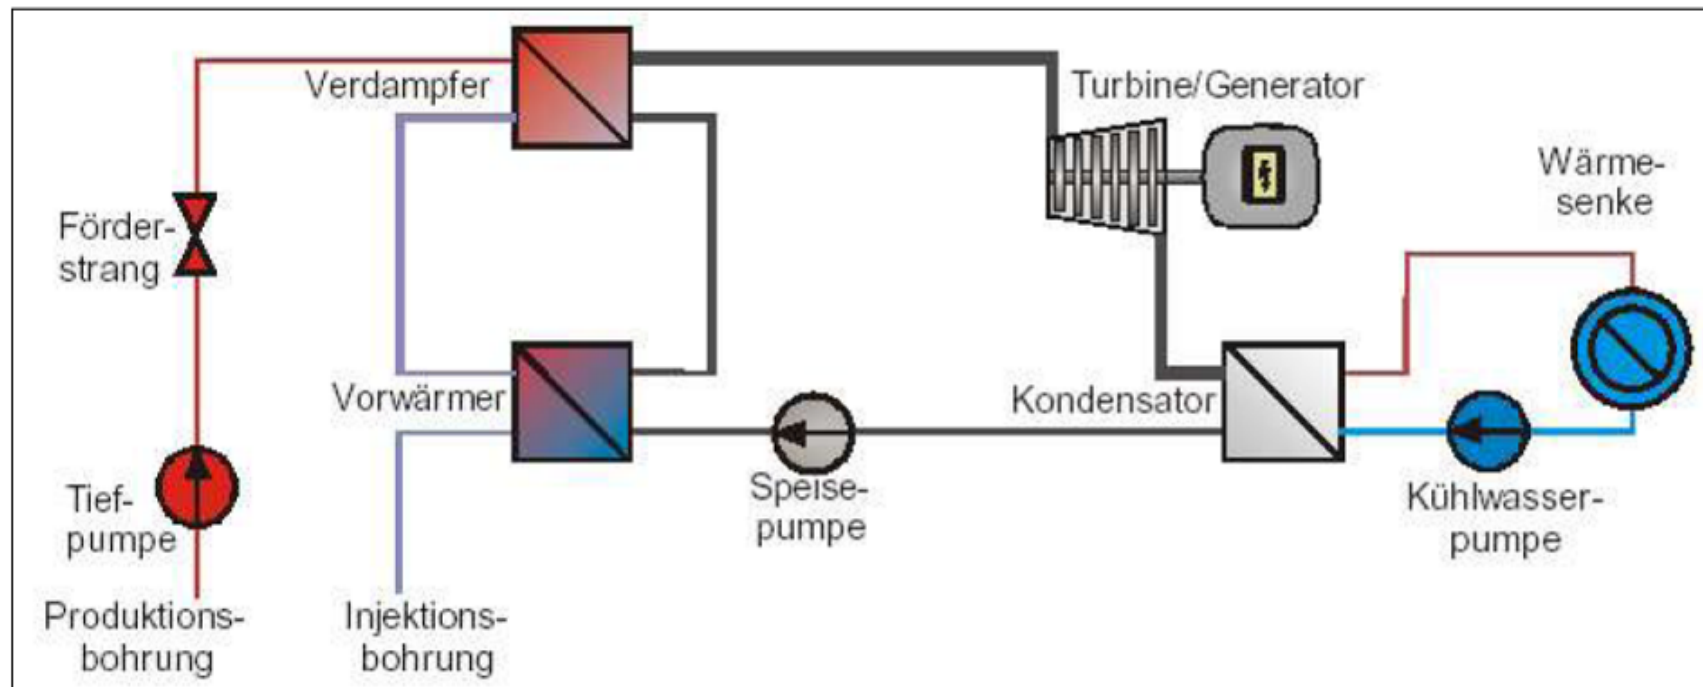 Verdampfer
Turbine/Generator
Wärme-
senke
Förder-
strang
Vorwärmer
Kondensator
Tief-
pumpe
Speise-
pumpe
Kühlwasser-
pumpe
Produktions-
bohrung
Injektions-
bohrung